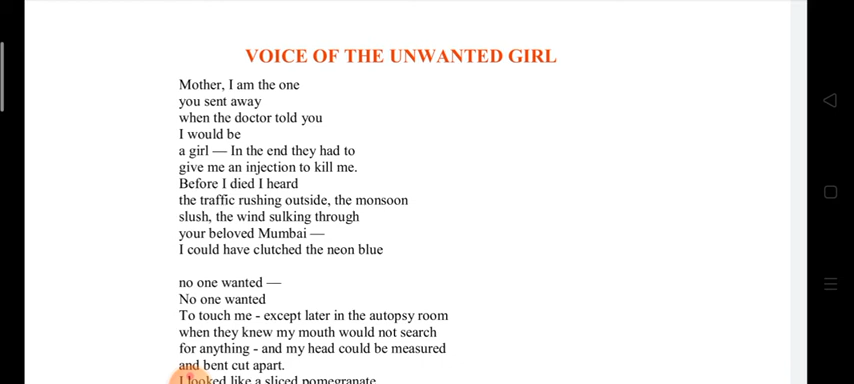 VOICE OF THE UNWANTED GIRL
Mother, I am the one
you sent away
when the doctor told you
I would be
a girl — In the end they had to
give me an injection to kill me.
Before I died I heard
the traffic rushing outside, the monsoon
slush, the wind sulking through
your beloved Mumbai —
I could have clutched the neon blue
no one wanted —
No one wanted
To touch me - except later in the autopsy room
when they knew my mouth would not search
for anything - and my head could be measured
and bent cut apart.
I looked like a sliced pomegranate